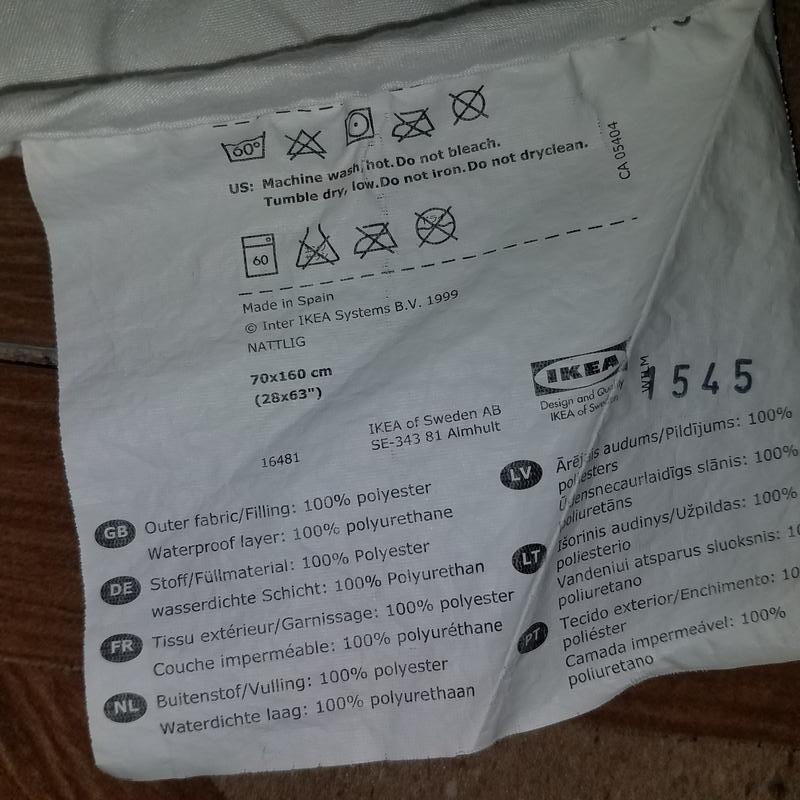 60°
US: Machine wash, hot. Do not bleach.
Tumble dry, low. Do not iron. Do not dryclean.
CA 05404
60
Made in Spain
© Inter IKEA Systems B.V. 1999
NATTLIG
70x160 cm
(28x63")
IKEA
Design and Quality
IKEA of Sweden
1545
IKEA of Sweden AB
SE-343 81 Almhult
16481
GB Outer fabric/Filling: 100% polyester
Waterproof layer: 100% polyurethane
DE Stoff/Füllmaterial: 100% Polyester
wasserdichte Schicht: 100% Polyurethan
FR Tissu extérieur/Garnissage: 100% polyester
Couche imperméable: 100% polyuréthane
NL Buitenstof/Vulling: 100% polyester
Waterdichte laag: 100% polyurethaan
LV Ārējais audums/Pildījums: 100%
poliesters
Ūdensnecaurlaidīgs slānis: 100%
poliuretāns
LT Išorinis audinys/Užpildas: 100%
poliesterio
Vandeniui atsparus sluoksnis: 10
poliuretano
PT Tecido exterior/Enchimento: 10
poliéster
Camada impermeável: 100%
poliuretano